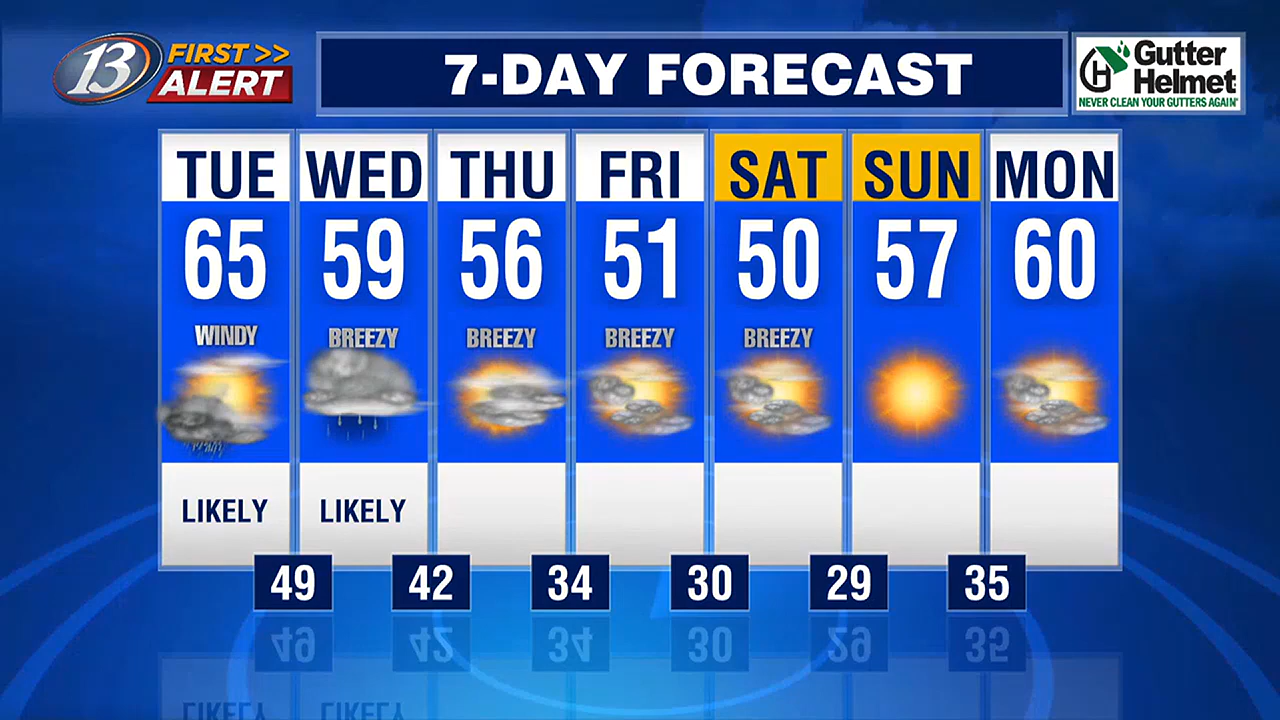 13 FIRST >>
ALERT
7-DAY FORECAST
Gutter
Helmet
NEVER CLEAN YOUR GUTTERS AGAIN®
TUE WED THU FRI SAT SUN MON
65 59 56 51 50 57 60
WINDY BREEZY BREEZY BREEZY BREEZY
LIKELY LIKELY
49 42 34 30 29 35